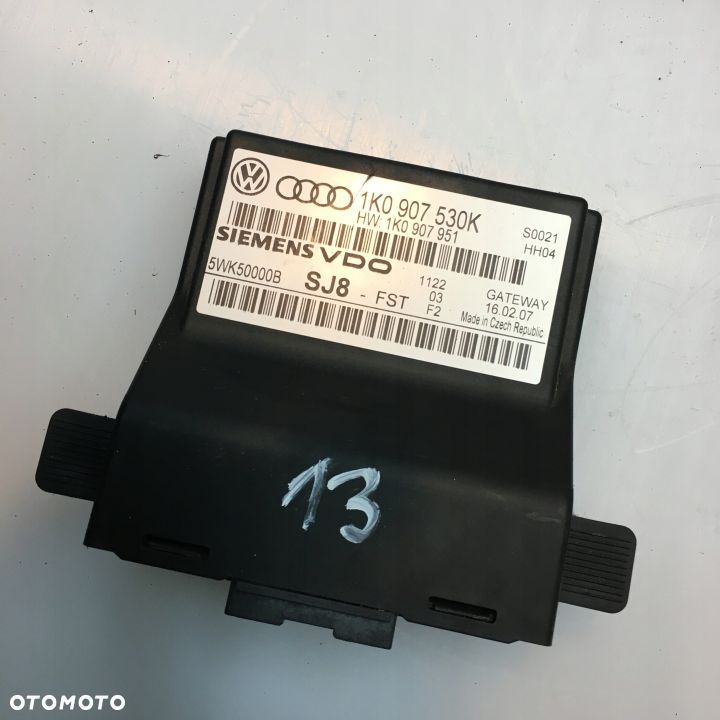 1K0 907 530K
HW: 1K0 907 951
S0021
HH04
SIEMENS VDO
5WK50000B
SJ8 - FST
1122
03
F2
GATEWAY
16.02.07
Made in Czech Republic
13
OTOMOTO